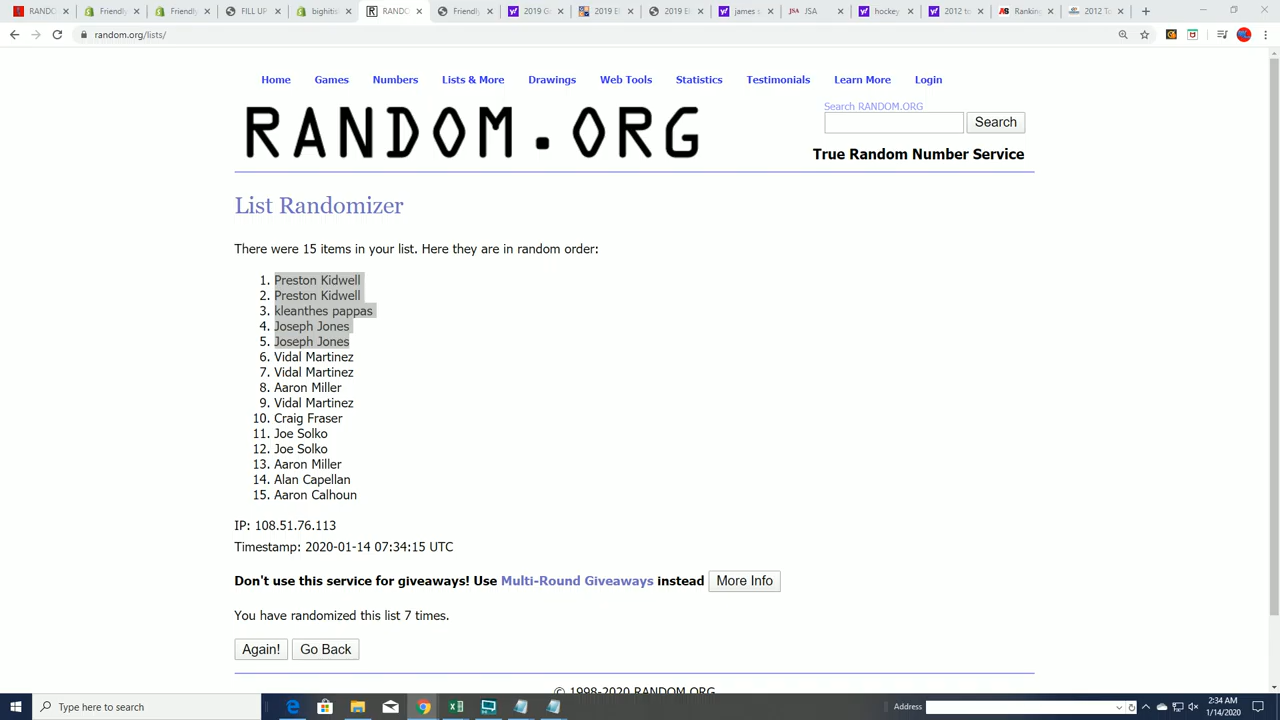 RANDO
Friendly
FILL UP
bighitis
RANDO
Friendly
2019 G
2019 El
2019 El
james s
JSA
hockey
2012 to
Rankin
2012 To
random.org/lists/
Home Games Numbers Lists & More Drawings Web Tools Statistics Testimonials Learn More Login
RANDOM.ORG
Search RANDOM.ORG
Search
True Random Number Service
List Randomizer
There were 15 items in your list. Here they are in random order:
1. Preston Kidwell
2. Preston Kidwell
3. kleanthes pappas
4. Joseph Jones
5. Joseph Jones
6. Vidal Martinez
7. Vidal Martinez
8. Aaron Miller
9. Vidal Martinez
10. Craig Fraser
11. Joe Solko
12. Joe Solko
13. Aaron Miller
14. Alan Capellan
15. Aaron Calhoun
IP: 108.51.76.113
Timestamp: 2020-01-14 07:34:15 UTC
Don't use this service for giveaways! Use Multi-Round Giveaways instead More Info
You have randomized this list 7 times.
Again! Go Back
© 1998-2020 RANDOM.ORG
Type here to search
Address
2:34 AM
1/14/2020